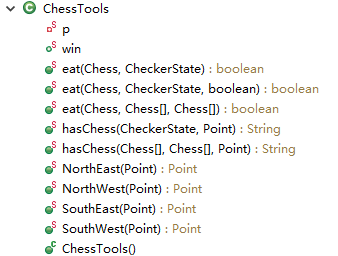 ChessTools
p
win
eat(Chess, CheckerState) : boolean
eat(Chess, CheckerState, boolean) : boolean
eat(Chess, Chess[], Chess[]) : boolean
hasChess(CheckerState, Point) : String
hasChess(Chess[], Chess[], Point) : String
NorthEast(Point) : Point
NorthWest(Point) : Point
SouthEast(Point) : Point
SouthWest(Point) : Point
ChessTools()